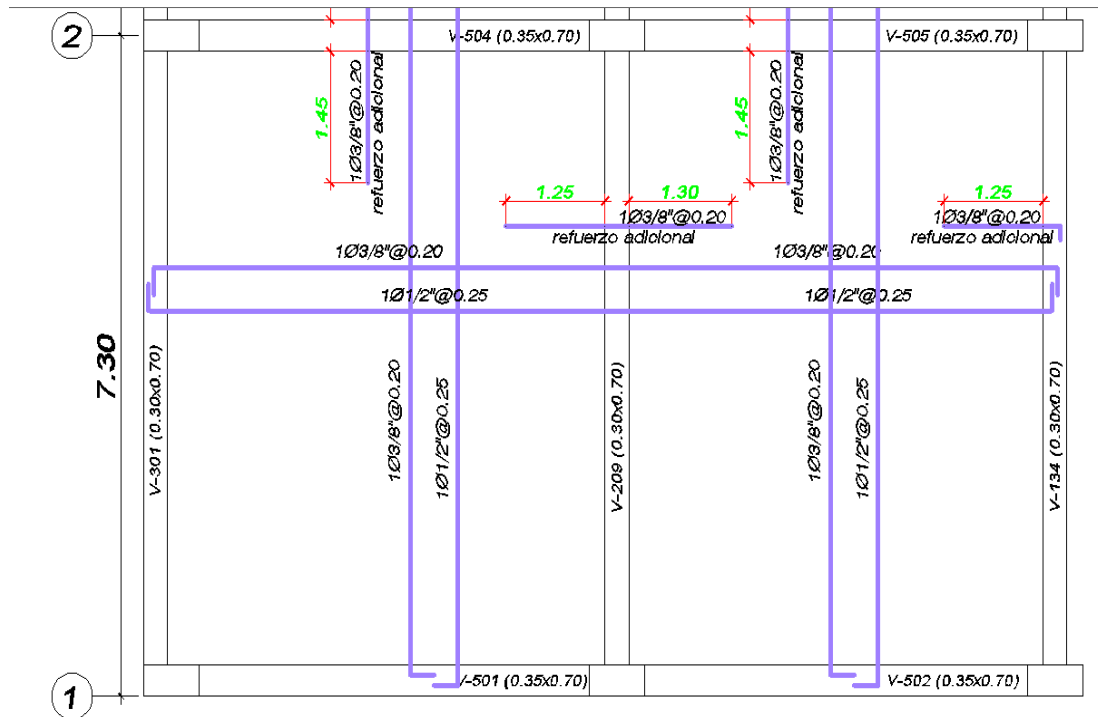 2
V-504 (0.35x0.70)
V-505 (0.35x0.70)
1.45
1Ø3/8"@0.20
refuerzo adicional
1.45
1Ø3/8"@0.20
refuerzo adicional
1.25
1.30
1.25
1Ø3/8"@0.20
refuerzo adicional
1Ø3/8"@0.20
refuerzo adicional
1Ø3/8"@0.20
1Ø3/8"@0.20
1Ø1/2"@0.25
1Ø1/2"@0.25
7.30
V-301 (0.30x0.70)
1Ø3/8"@0.20
1Ø1/2"@0.25
V-209 (0.30x0.70)
1Ø3/8"@0.20
1Ø1/2"@0.25
V-134 (0.30x0.70)
1
V-501 (0.35x0.70)
V-502 (0.35x0.70)